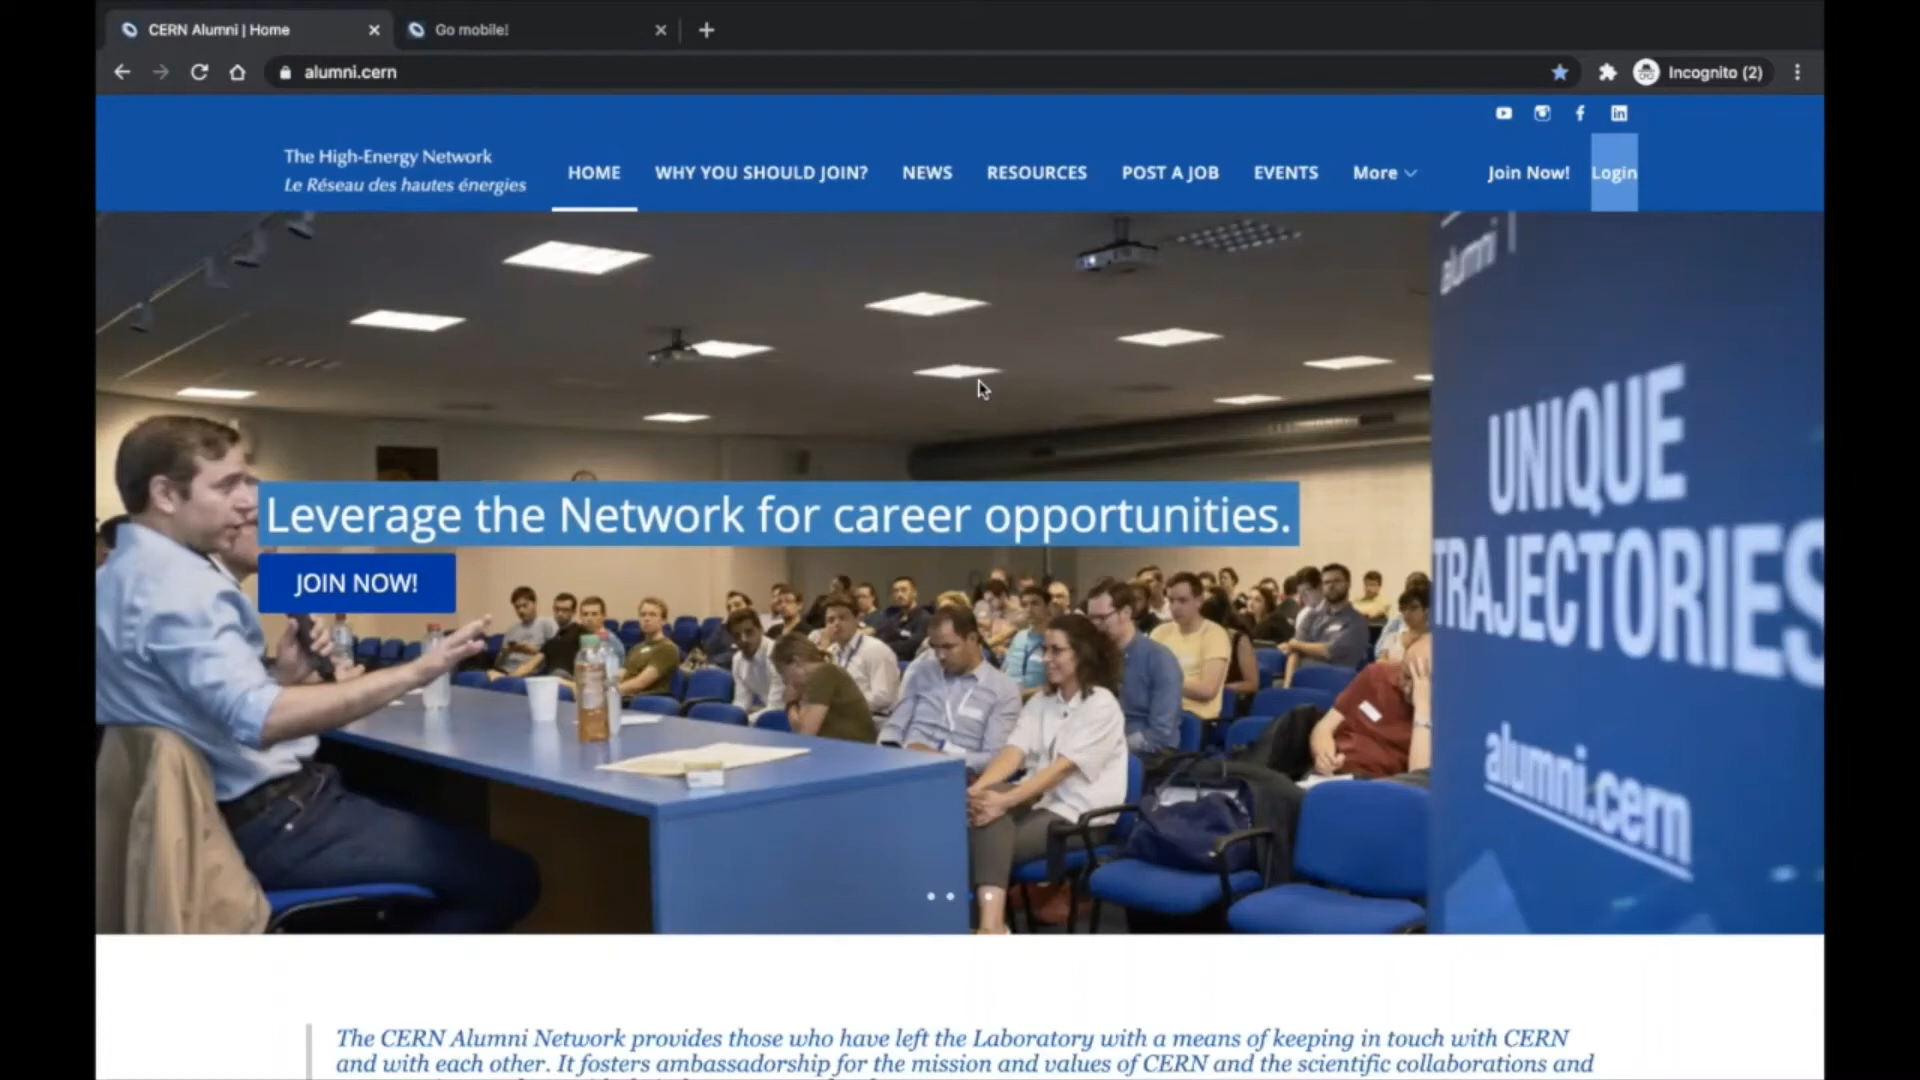 CERN Alumni | Home
Go mobile!
alumni.cern
Incognito (2)
The High-Energy Network
Le Réseau des hautes énergies
HOME
WHY YOU SHOULD JOIN?
NEWS
RESOURCES
POST A JOB
EVENTS
More
Join Now!
Login
alumni
UNIQUE
TRAJECTORIES
alumni.cern
Leverage the Network for career opportunities.
JOIN NOW!
The CERN Alumni Network provides those who have left the Laboratory with a means of keeping in touch with CERN
and with each other. It fosters ambassadorship for the mission and values of CERN and the scientific collaborations and